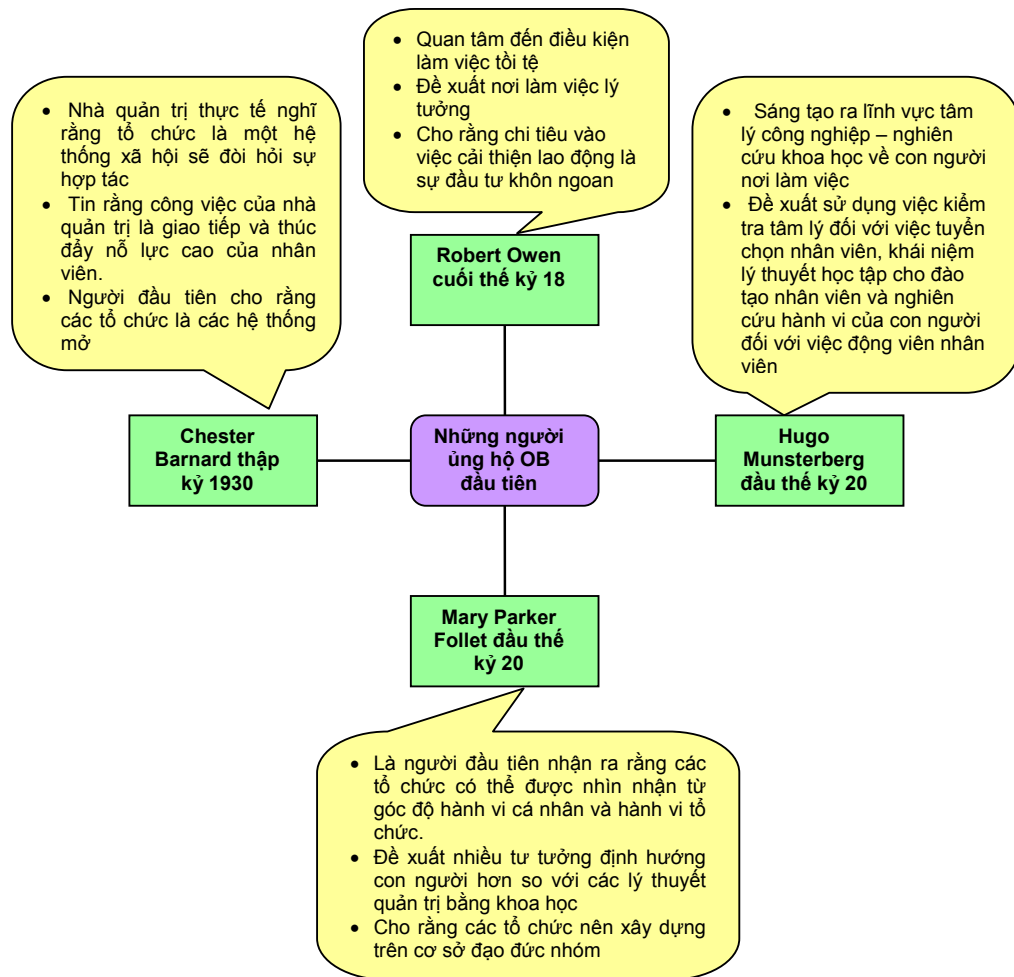 • Quan tâm đến điều kiện
làm việc tồi tệ
• Đề xuất nơi làm việc lý
tưởng
• Cho rằng chi tiêu vào
việc cải thiện lao động là
sự đầu tư khôn ngoan
• Nhà quản trị thực tế nghĩ
rằng tổ chức là một hệ
thống xã hội sẽ đòi hỏi sự
hợp tác
• Tin rằng công việc của nhà
quản trị là giao tiếp và thúc
đẩy nỗ lực cao của nhân
viên.
• Người đầu tiên cho rằng
các tổ chức là các hệ thống
mở
• Sáng tạo ra lĩnh vực tâm
lý công nghiệp – nghiên
cứu khoa học về con người
nơi làm việc
• Đề xuất sử dụng việc kiểm
tra tâm lý đối với việc tuyển
chọn nhân viên, khái niệm
lý thuyết học tập cho đào
tạo nhân viên và nghiên
cứu hành vi của con người
đối với việc động viên nhân
viên
Robert Owen
cuối thế kỷ 18
Chester
Barnard thập
kỷ 1930
Những người
ủng hộ OB
đầu tiên
Hugo
Munsterberg
đầu thế kỷ 20
Mary Parker
Follet đầu thế
kỷ 20
• Là người đầu tiên nhận ra rằng các
tổ chức có thể được nhìn nhận từ
góc độ hành vi cá nhân và hành vi tổ
chức.
• Đề xuất nhiều tư tưởng định hướng
con người hơn so với các lý thuyết
quản trị bằng khoa học
• Cho rằng các tổ chức nên xây dựng
trên cơ sở đạo đức nhóm